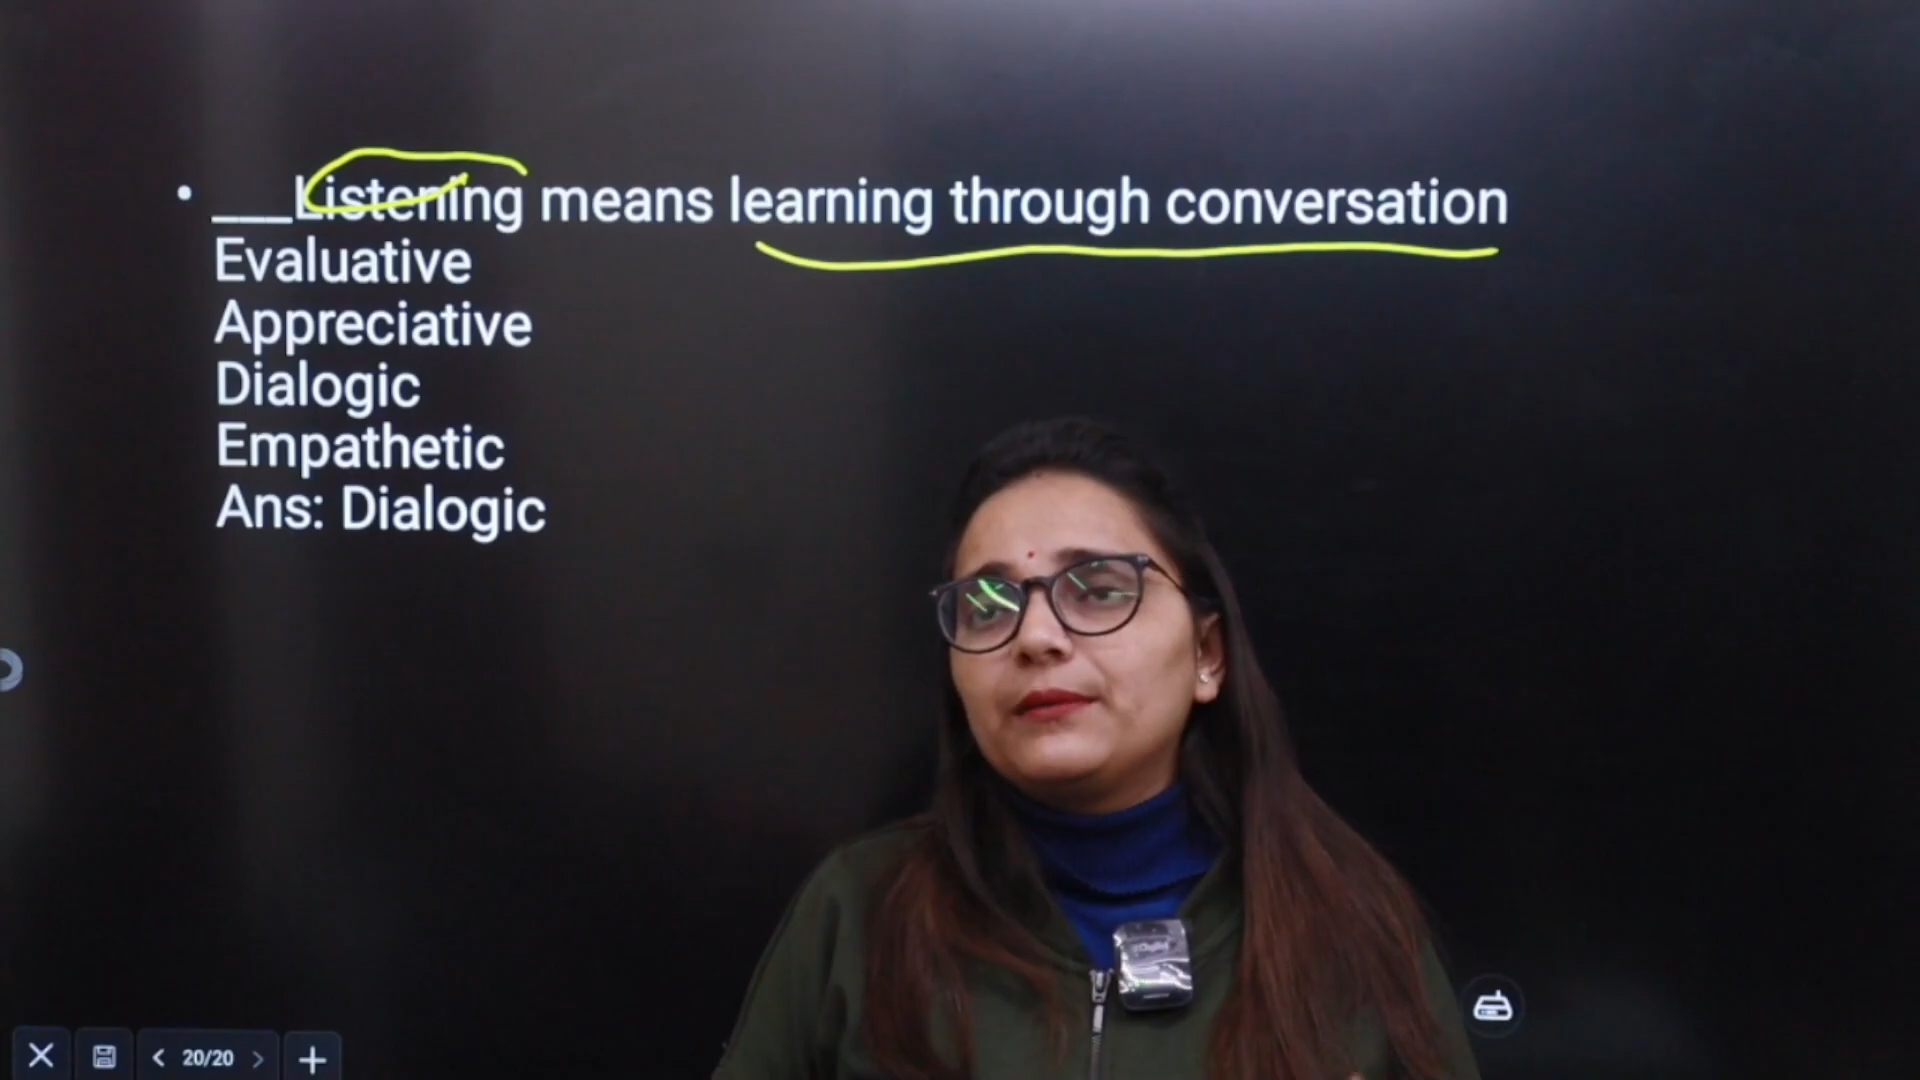 • ___Listening means learning through conversation
Evaluative
Appreciative
Dialogic
Empathetic
Ans: Dialogic
20/20